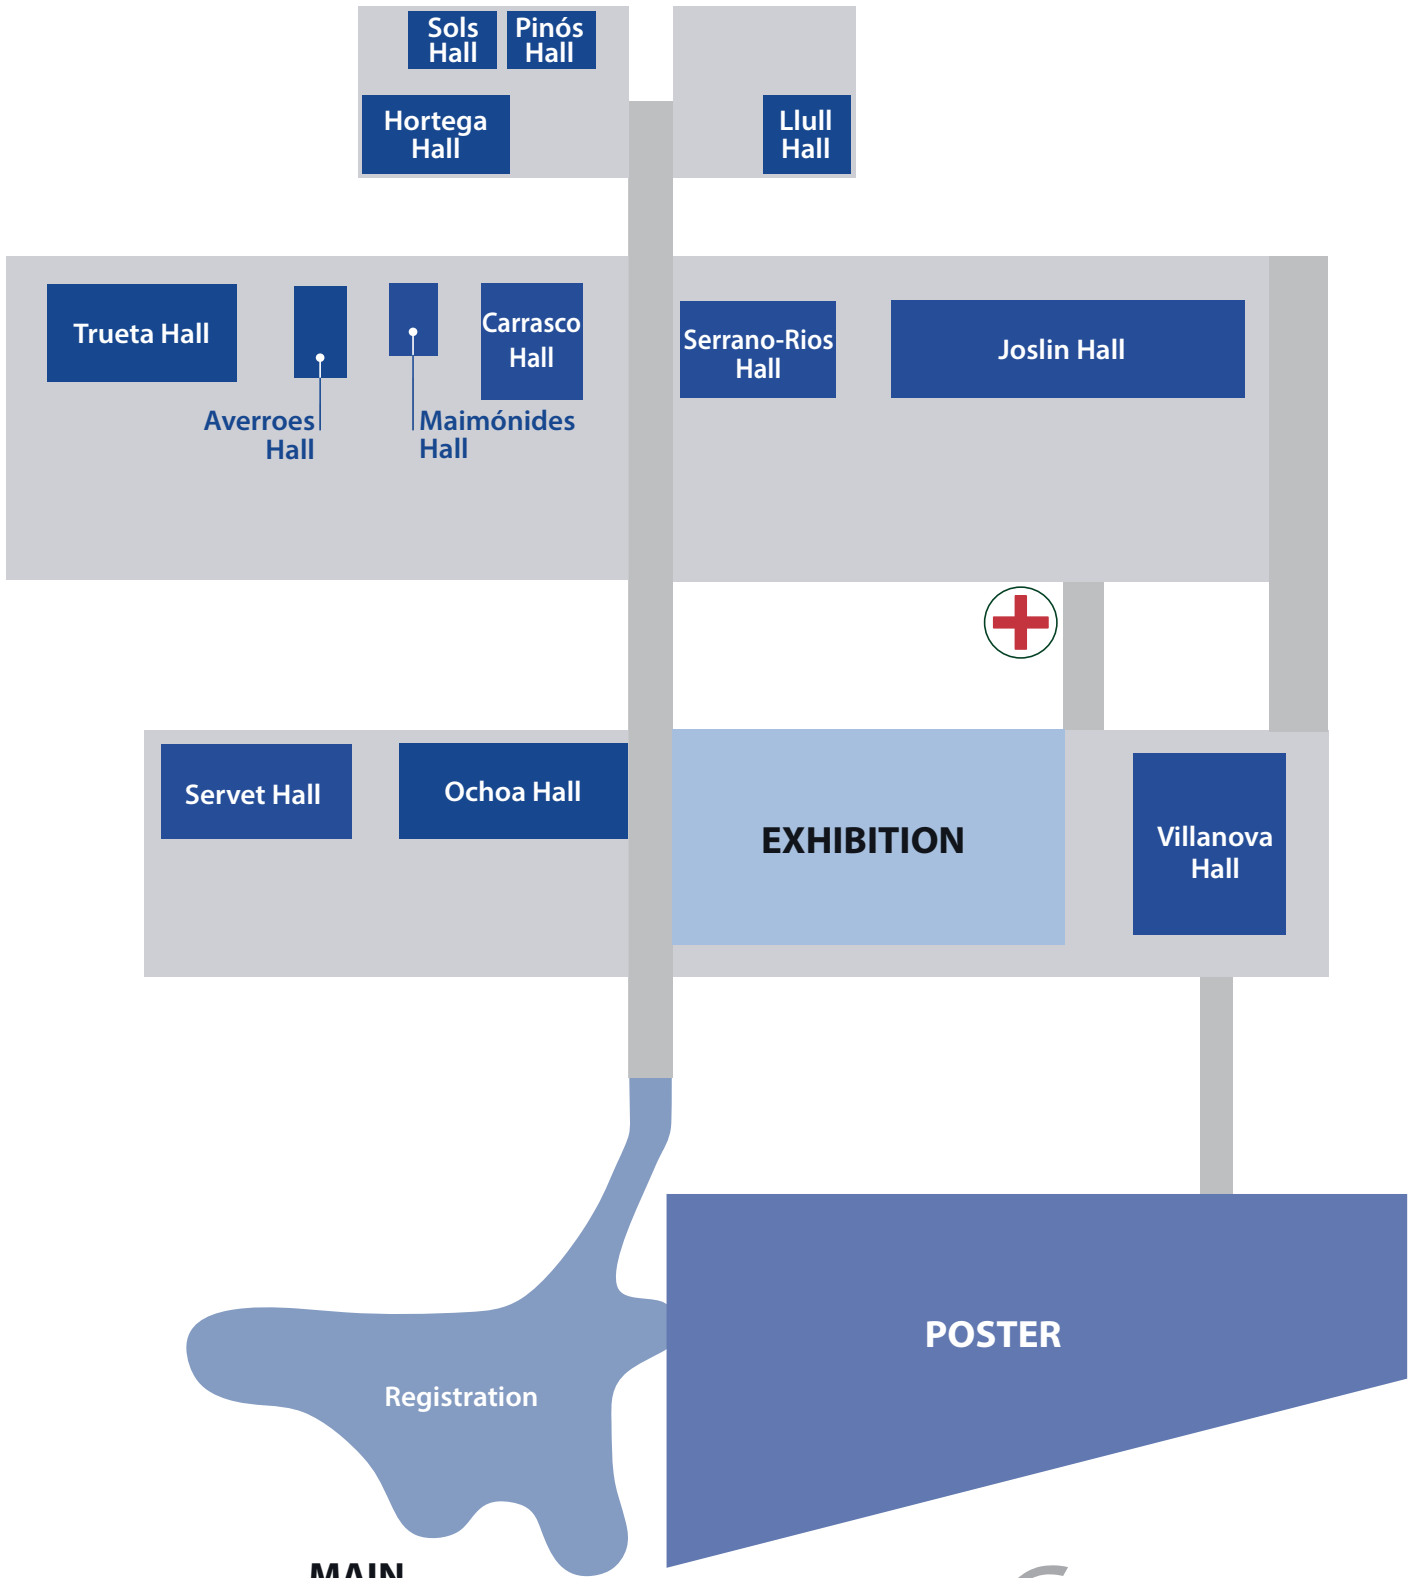 Sols
Hall
Pinós
Hall
Hortega
Hall
Llull
Hall
Trueta Hall
Averroes
Hall
Maimónides
Hall
Carrasco
Hall
Serrano-Rios
Hall
Joslin Hall
Servet Hall
Ochoa Hall
EXHIBITION
Villanova
Hall
POSTER
Registration
MAIN